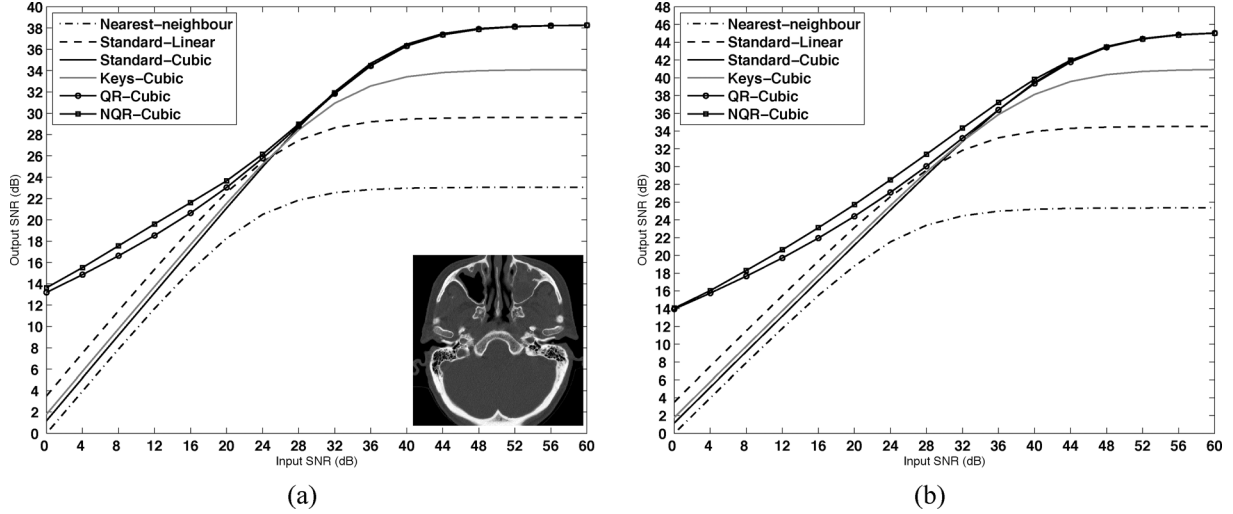 40
38
36
34
32
30
28
26
24
22
20
18
16
14
12
10
8
6
4
2
0
Output SNR (dB)
Nearest−neighbour
Standard−Linear
Standard−Cubic
Keys−Cubic
QR−Cubic
NQR−Cubic
0 4 8 12 16 20 24 28 32 36 40 44 48 52 56 60
Input SNR (dB)
(a)
48
46
44
42
40
38
36
34
32
30
28
26
24
22
20
18
16
14
12
10
8
6
4
2
0
Output SNR (dB)
Nearest−neighbour
Standard−Linear
Standard−Cubic
Keys−Cubic
QR−Cubic
NQR−Cubic
0 4 8 12 16 20 24 28 32 36 40 44 48 52 56 60
Input SNR (dB)
(b)